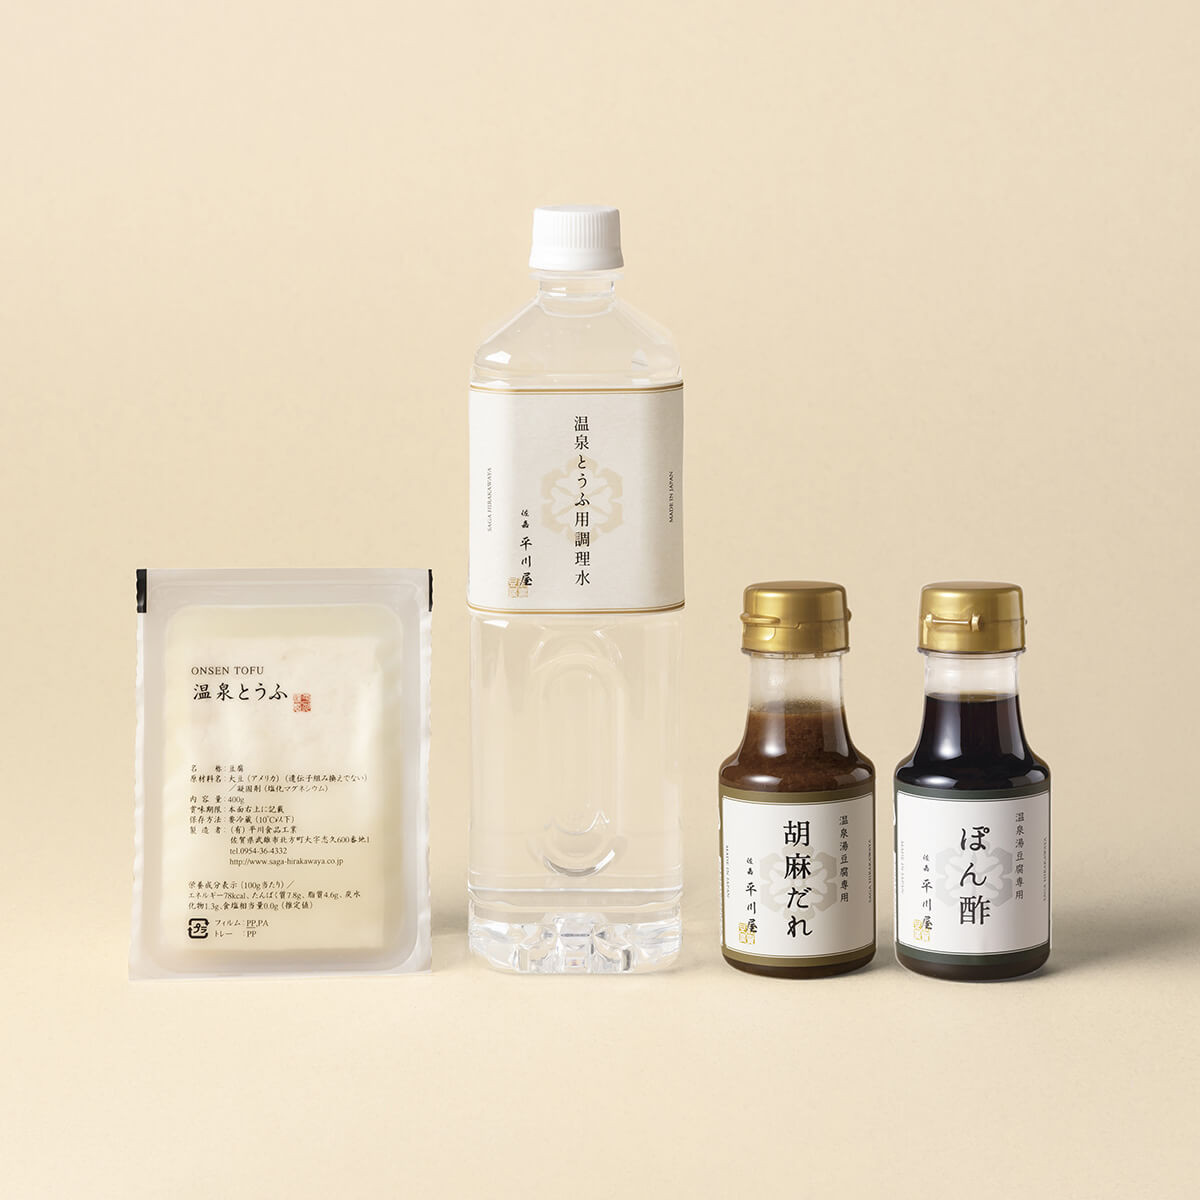 ONSEN TOFU
温泉とうふ
名 称：豆腐
原材料名：大豆（アメリカ）（遺伝子組み換えでない）
／凝固剤（塩化マグネシウム）
内 容 量：400g
賞味期限：本面右上に記載
保存方法：要冷蔵（10℃以下）
製 造 者：（有）平川食品工業
佐賀県武雄市北方町大字志久600番地1
tel.0954-36-4332
http://www.saga-hirakawaya.co.jp
栄養成分表示（100g当たり）／
エネルギー78kcal、たんぱく質7.8g、脂質4.6g、炭水
化物1.3g、食塩相当量0.0g（推定値）
プラ
フィルム：PP,PA
トレー ：PP
温泉とうふ用調理水
佐嘉 平川屋
SAGA HIRAKAWAYA
MADE IN JAPAN
温泉湯豆腐専用
胡麻だれ
佐嘉 平川屋
MADE IN JAPAN
温泉湯豆腐専用
ぽん酢
佐嘉 平川屋
MADE IN JAPAN